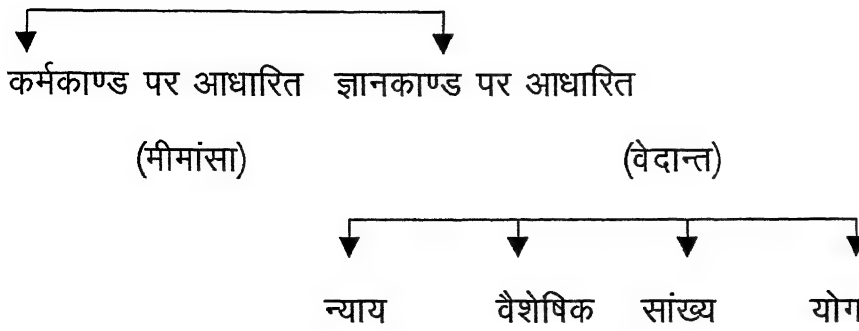 कर्मकाण्ड पर आधारित ज्ञानकाण्ड पर आधारित
(मीमांसा) (वेदान्त)
न्याय वैशेषिक सांख्य योग